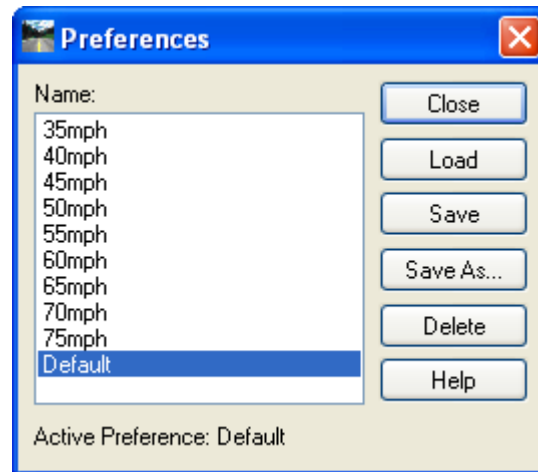 Preferences
Name:
35mph
40mph
45mph
50mph
55mph
60mph
65mph
70mph
75mph
Default
Close
Load
Save
Save As...
Delete
Help
Active Preference: Default